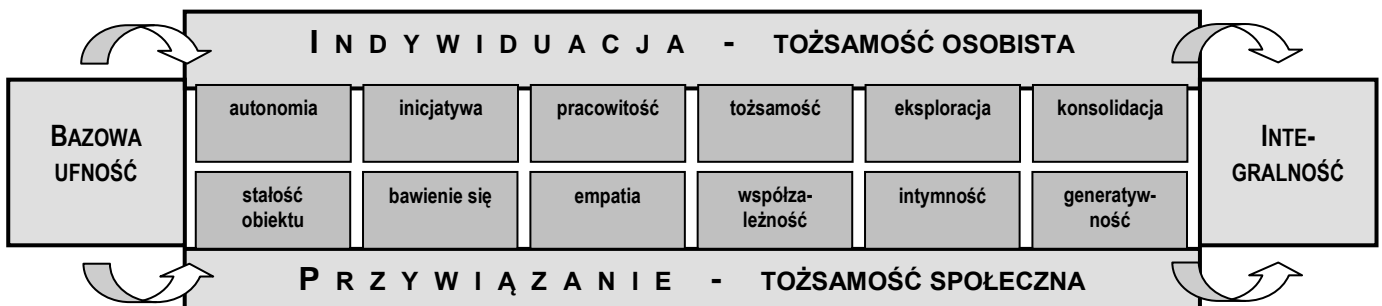 INDYWIDUACJA - TOŻSAMOŚĆ OSOBISTA
BAZOWA
UFNOŚĆ
autonomia
inicjatywa
pracowitość
tożsamość
eksploracja
konsolidacja
stałość
obiektu
bawienie się
empatia
współza-
leżność
intymność
generatyw-
ność
INTE-
GRALNOŚĆ
PRZYWIĄZANIE - TOŻSAMOŚĆ SPOŁECZNA